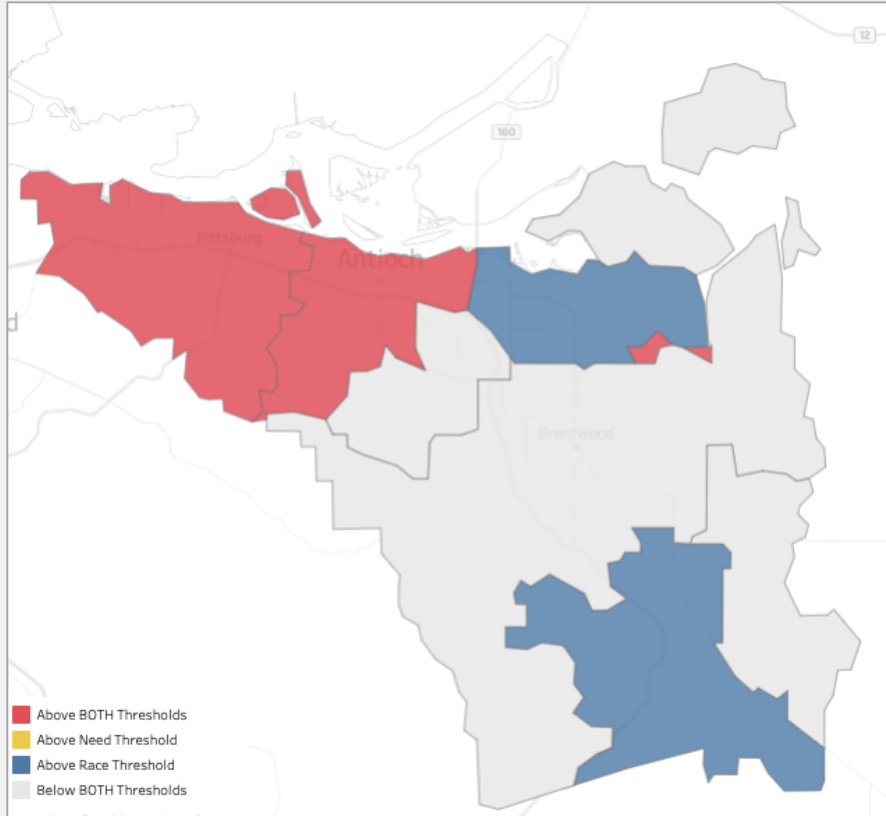 12
160
Pittsburg
Antioch
d
Brentwood
Above BOTH Thresholds
Above Need Threshold
Above Race Threshold
Below BOTH Thresholds